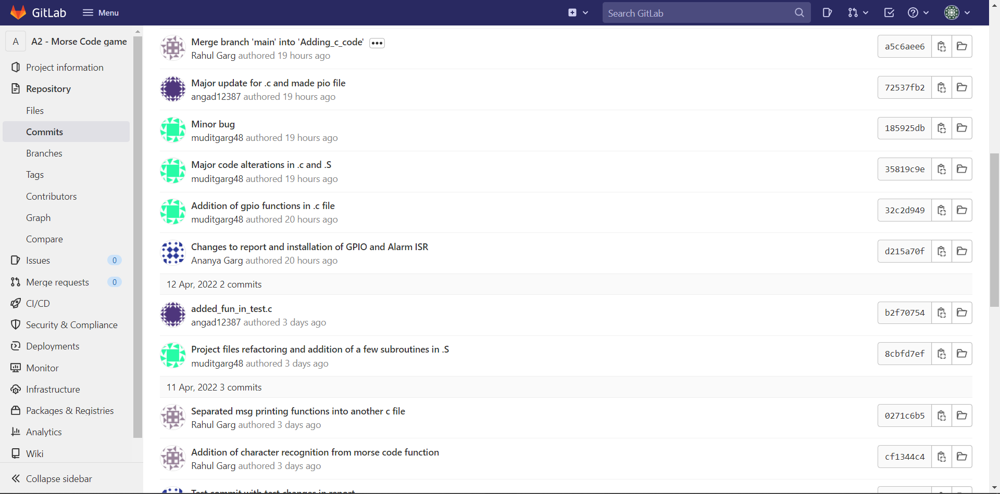 GitLab
Menu
Search GitLab
A
A2 - Morse Code game
Project information
Repository
Files
Commits
Branches
Tags
Contributors
Graph
Compare
Issues 0
Merge requests 0
CI/CD
Security & Compliance
Deployments
Monitor
Infrastructure
Packages & Registries
Analytics
Wiki
Collapse sidebar
Merge branch 'main' into 'Adding_c_code'
Rahul Garg authored 19 hours ago
a5c6aee6
Major update for .c and made pio file
angad12387 authored 19 hours ago
72537fb2
Minor bug
muditgarg48 authored 19 hours ago
185925db
Major code alterations in .c and .S
muditgarg48 authored 19 hours ago
35819c9e
Addition of gpio functions in .c file
muditgarg48 authored 20 hours ago
32c2d949
Changes to report and installation of GPIO and Alarm ISR
Ananya Garg authored 20 hours ago
d215a70f
12 Apr, 2022 2 commits
added_fun_in_test.c
angad12387 authored 3 days ago
b2f70754
Project files refactoring and addition of a few subroutines in .S
muditgarg48 authored 3 days ago
8cbfd7ef
11 Apr, 2022 3 commits
Separated msg printing functions into another c file
Rahul Garg authored 3 days ago
0271c6b5
Addition of character recognition from morse code function
Rahul Garg authored 3 days ago
cf1344c4
Test commit with test changes in report